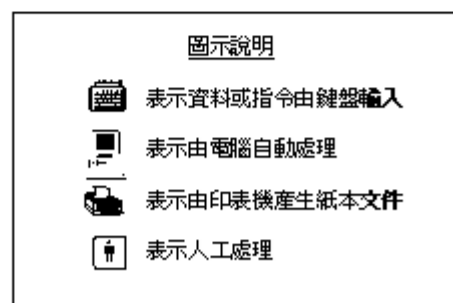 圖示說明
表示資料或指令由鍵盤輸入
表示由電腦自動處理
表示由印表機產生紙本文件
表示人工處理